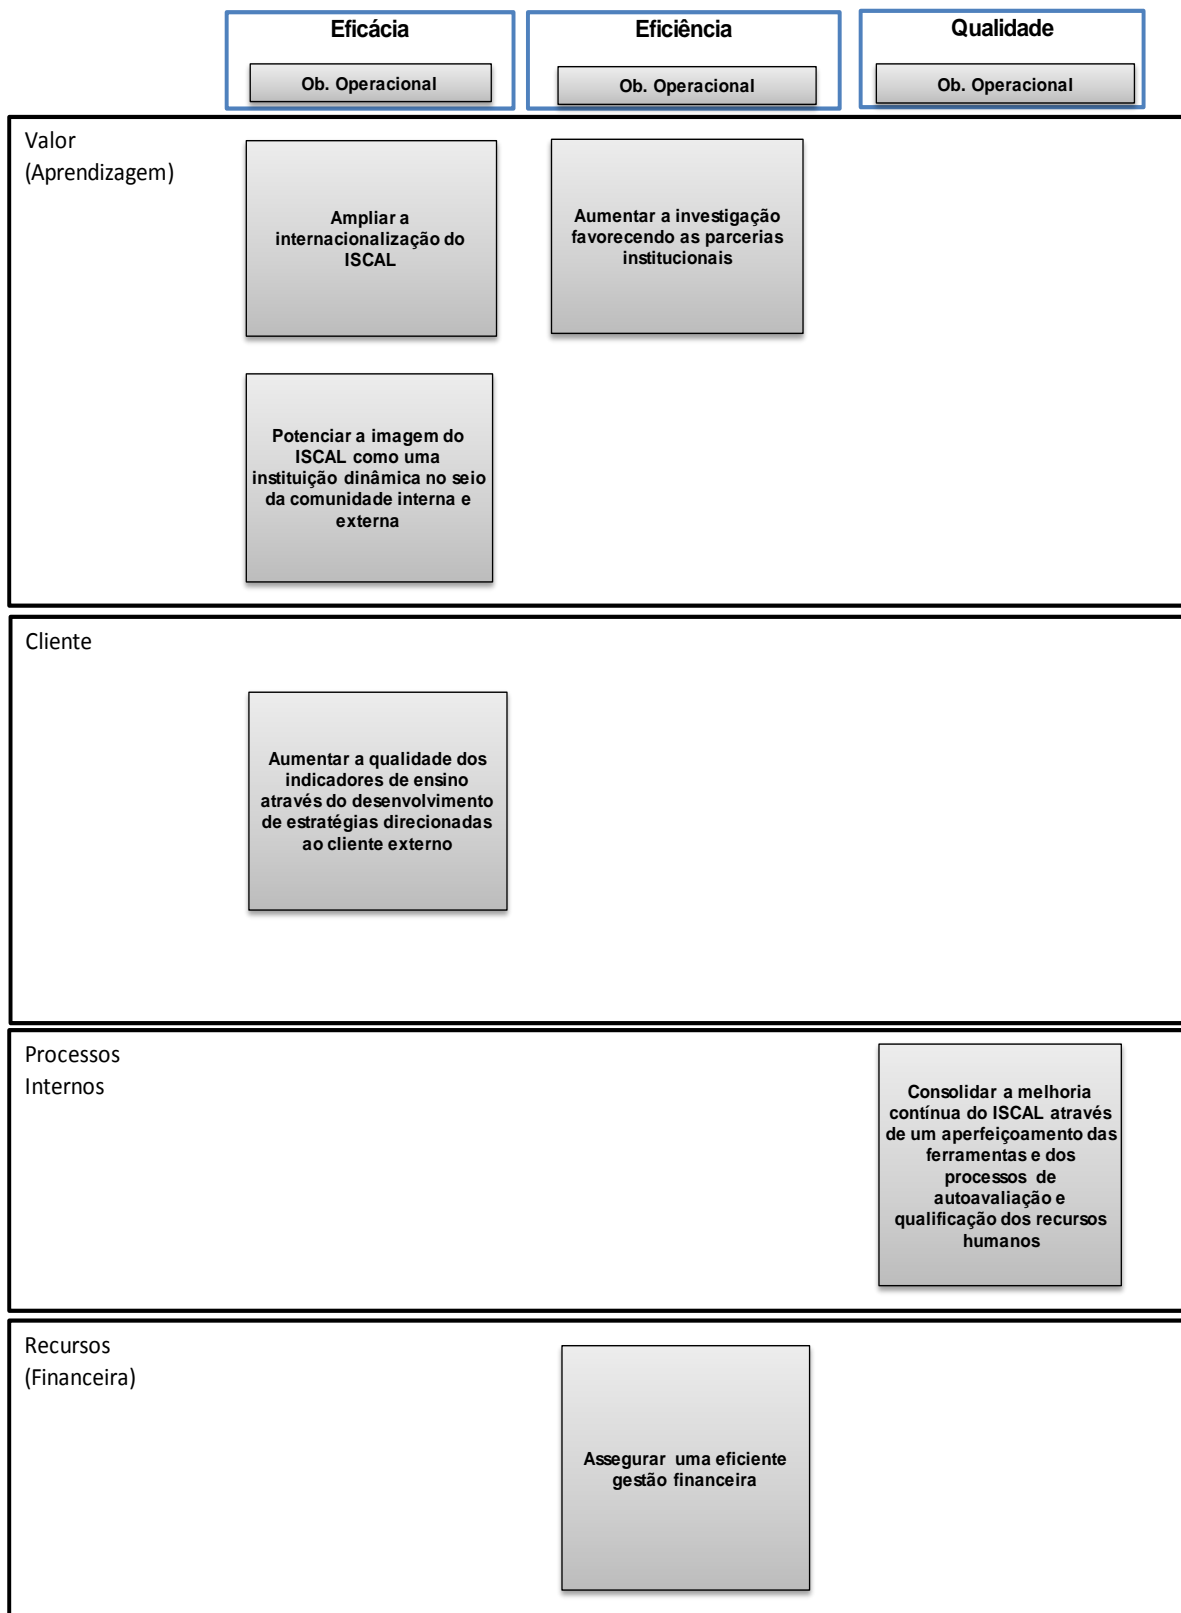 Eficácia
Ob. Operacional
Eficiência
Ob. Operacional
Qualidade
Ob. Operacional
Valor
(Aprendizagem)
Ampliar a
internacionalização do
ISCAL
Aumentar a investigação
favorecendo as parcerias
institucionais
Potenciar a imagem do
ISCAL como uma
instituição dinâmica no seio
da comunidade interna e
externa
Cliente
Aumentar a qualidade dos
indicadores de ensino
através do desenvolvimento
de estratégias direcionadas
ao cliente externo
Processos
Internos
Consolidar a melhoria
contínua do ISCAL através
de um aperfeiçoamento das
ferramentas e dos
processos de
autoavaliação e
qualificação dos recursos
humanos
Recursos
(Financeira)
Assegurar uma eficiente
gestão financeira